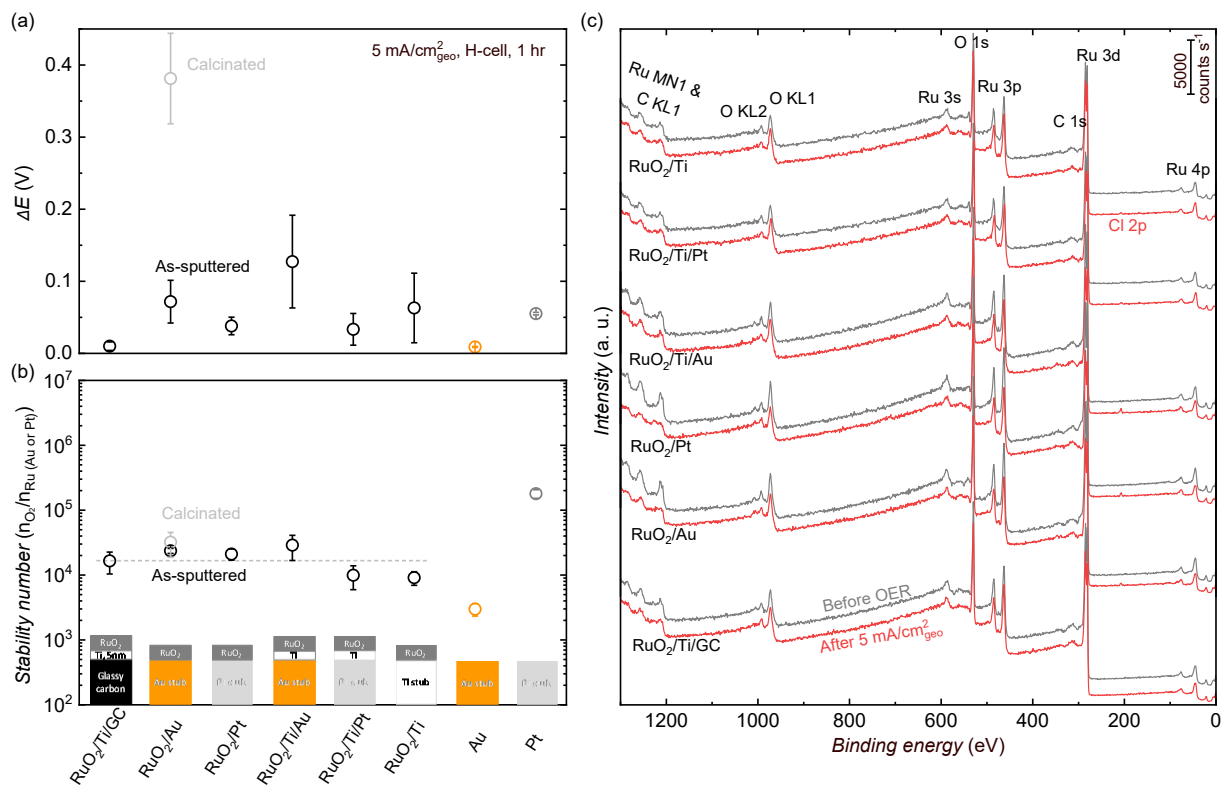 (a)
0.4
0.3
0.2
0.1
0.0
ΔE (V)
5 mA/cm²geo, H-cell, 1 hr
Calcinated
As-sputtered
(b)
10⁷
10⁶
10⁵
10⁴
10³
10²
Stability number (nO₂/nRu (Au or Pt))
Calcinated
As-sputtered
RuO₂
Ti, 5nm
Glassy
carbon
RuO₂
Au stub
RuO₂
Pt stub
RuO₂
Ti
Au stub
RuO₂
Ti
Pt stub
RuO₂
Ti stub
Au stub
Pt stub
RuO₂/Ti/GC
RuO₂/Au
RuO₂/Pt
RuO₂/Ti/Au
RuO₂/Ti/Pt
RuO₂/Ti
Au
Pt
(c)
Intensity (a. u.)
Ru MN1 &
C KL1
O KL2
O KL1
Ru 3s
O 1s
Ru 3p
Ru 3d
C 1s
5000
counts s⁻¹
Ru 4p
Cl 2p
RuO₂/Ti
RuO₂/Ti/Pt
RuO₂/Ti/Au
RuO₂/Pt
RuO₂/Au
Before OER
After 5 mA/cm²geo
RuO₂/Ti/GC
1200 1000 800 600 400 200 0
Binding energy (eV)